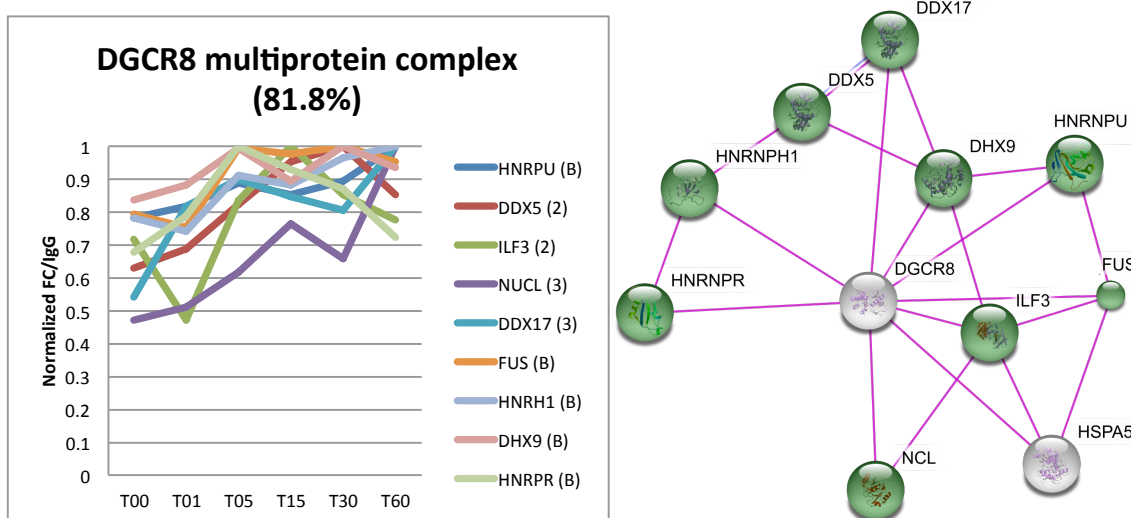 DGCR8 multiprotein complex
(81.8%)
Normalized FC/IgG
1
0.9
0.8
0.7
0.6
0.5
0.4
0.3
0.2
0.1
0
T00 T01 T05 T15 T30 T60
HNRPU (B)
DDX5 (2)
ILF3 (2)
NUCL (3)
DDX17 (3)
FUS (B)
HNRH1 (B)
DHX9 (B)
HNRPR (B)
DDX17
DDX5
HNRNPU
DHX9
HNRNPH1
DGCR8
FUS
HNRNPR
ILF3
HSPA5
NCL